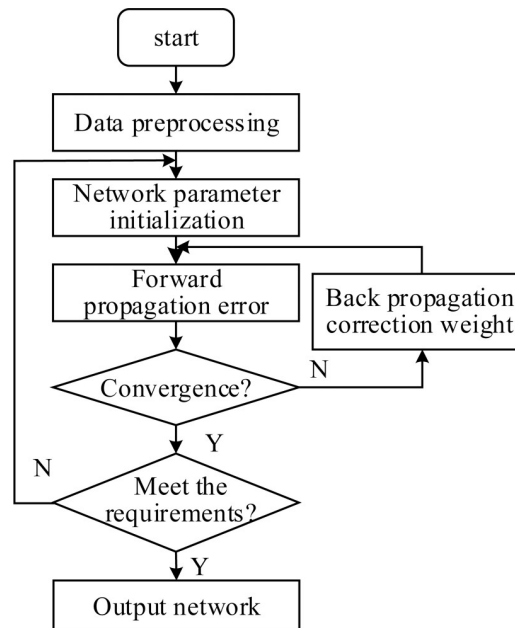 start
Data preprocessing
Network parameter
initialization
Forward
propagation error
Back propagation
correction weight
Convergence?
N
Y
N
Meet the
requirements?
Y
Output network